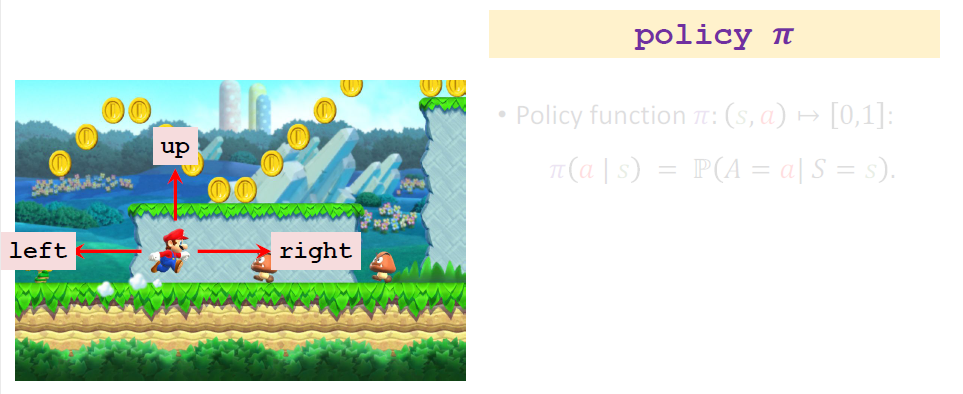 policy π
• Policy function π: (s, a) ↦ [0,1]:
π(a | s) = ℙ(A = a| S = s).
up
left
right